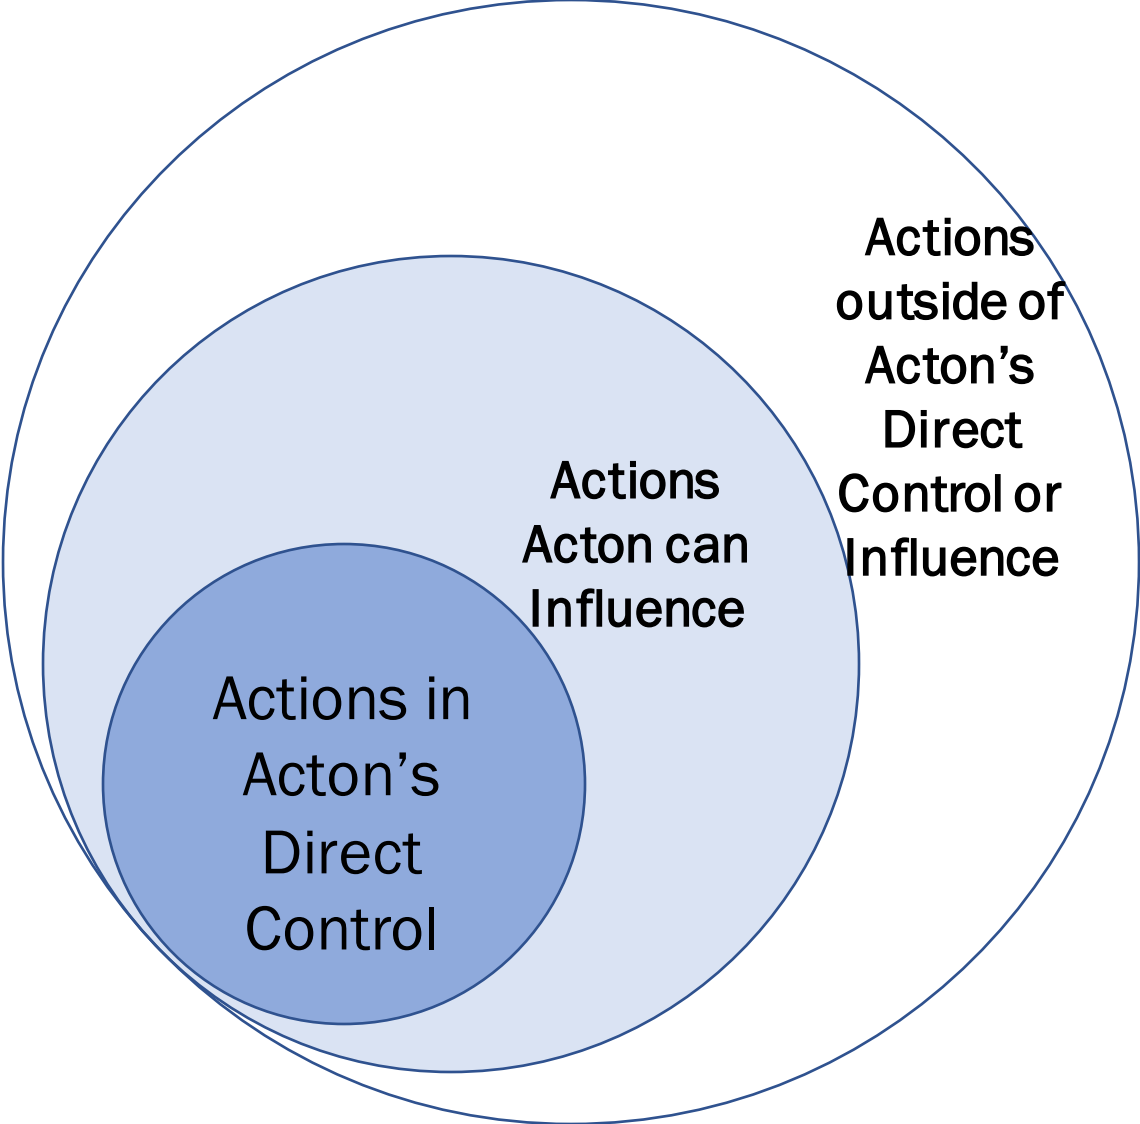 Actions
outside of
Acton’s
Direct
Control or
Influence
Actions
Acton can
Influence
Actions in
Acton’s
Direct
Control